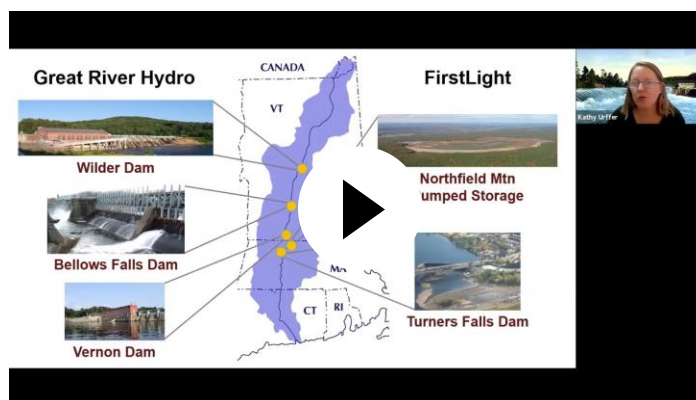 Great River Hydro
FirstLight
CANADA
VT
Kathy Urffer
Wilder Dam
Northfield Mtn
umped Storage
Bellows Falls Dam
MA
CT
RI
Turners Falls Dam
Vernon Dam